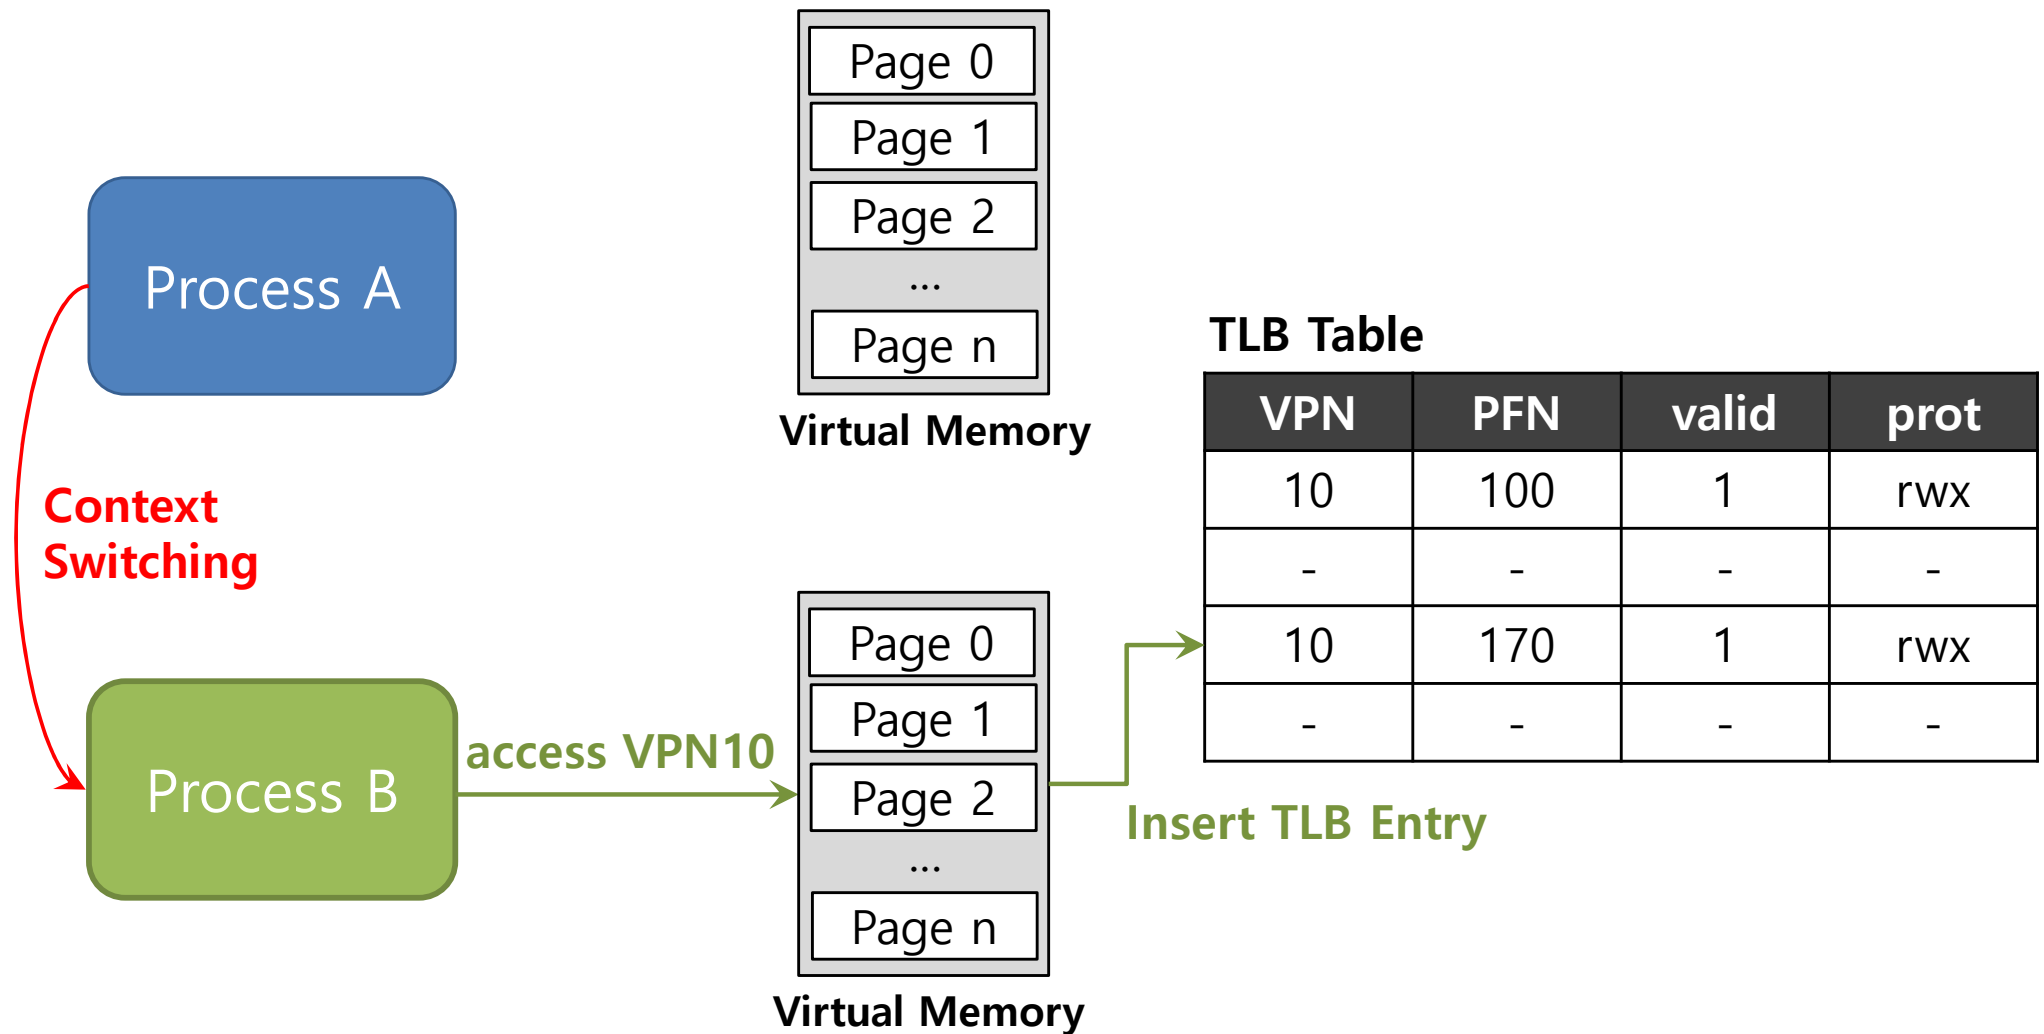 Page 0
Page 1
Page 2
...
Page n
Virtual Memory
Process A
Context
Switching
Process B
access VPN10
Page 0
Page 1
Page 2
...
Page n
Virtual Memory
Insert TLB Entry
TLB Table
VPN PFN valid prot
10 100 1 rwx
- - - -
10 170 1 rwx
- - - -